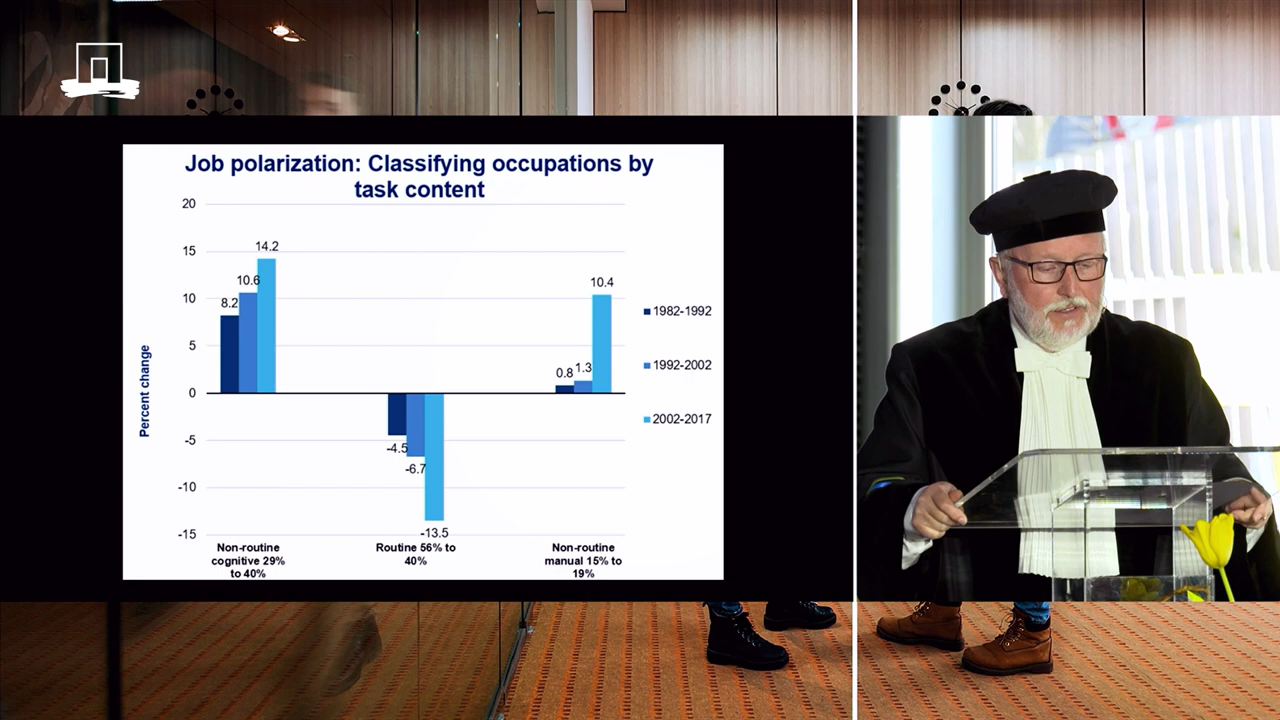 Job polarization: Classifying occupations by
task content
20
15
10
5
0
-5
-10
-15
Percent change
8.2
10.6
14.2
-4.5
-6.7
-13.5
0.8
1.3
10.4
1982-1992
1992-2002
2002-2017
Non-routine
cognitive 29%
to 40%
Routine 56% to
40%
Non-routine
manual 15% to
19%